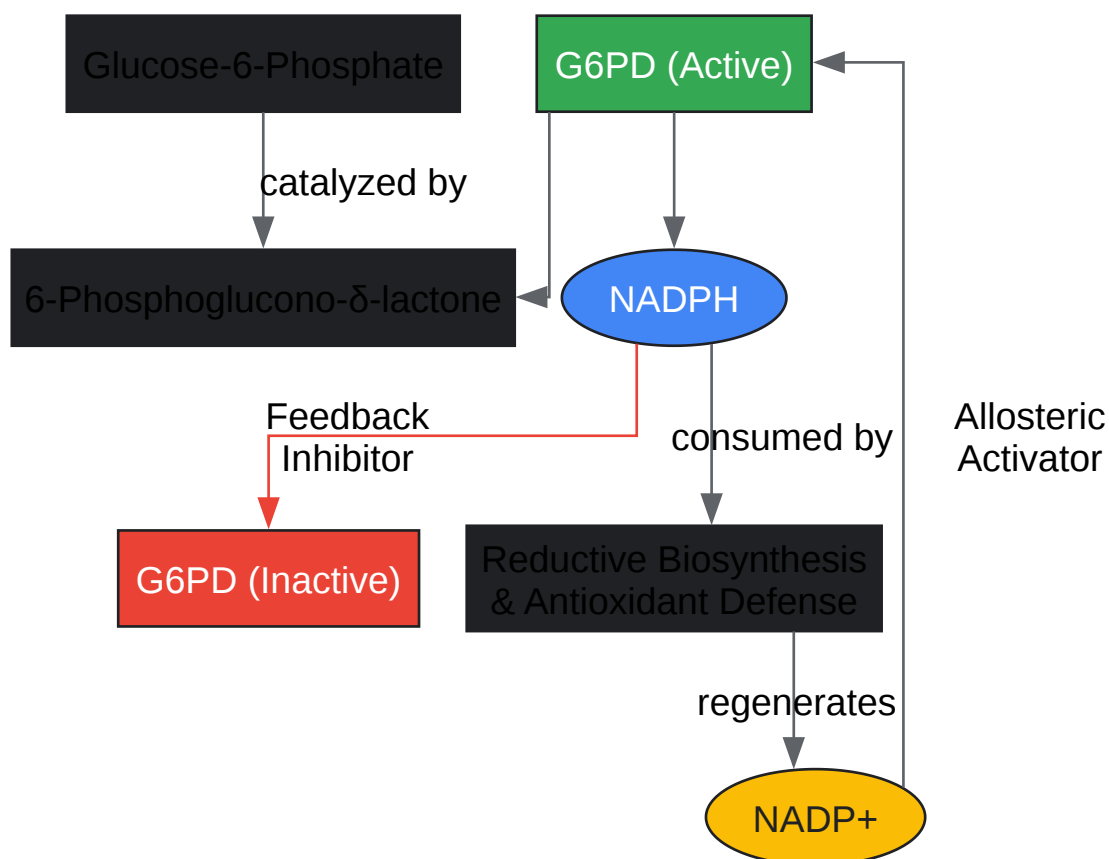 Glucose-6-Phosphate
G6PD (Active)
catalyzed by
6-Phosphoglucono-δ-lactone
NADPH
Feedback
Inhibitor
consumed by
Allosteric
Activator
G6PD (Inactive)
Reductive Biosynthesis
& Antioxidant Defense
regenerates
NADP+